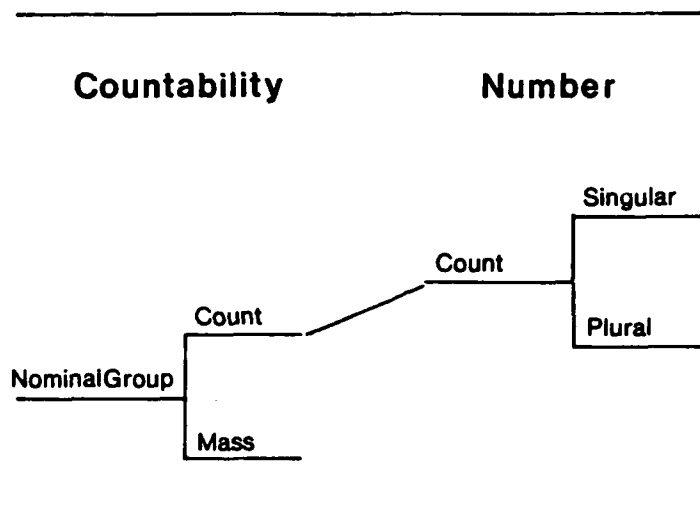 Countability Number
Singular
Count
Count
Plural
NominalGroup
Mass